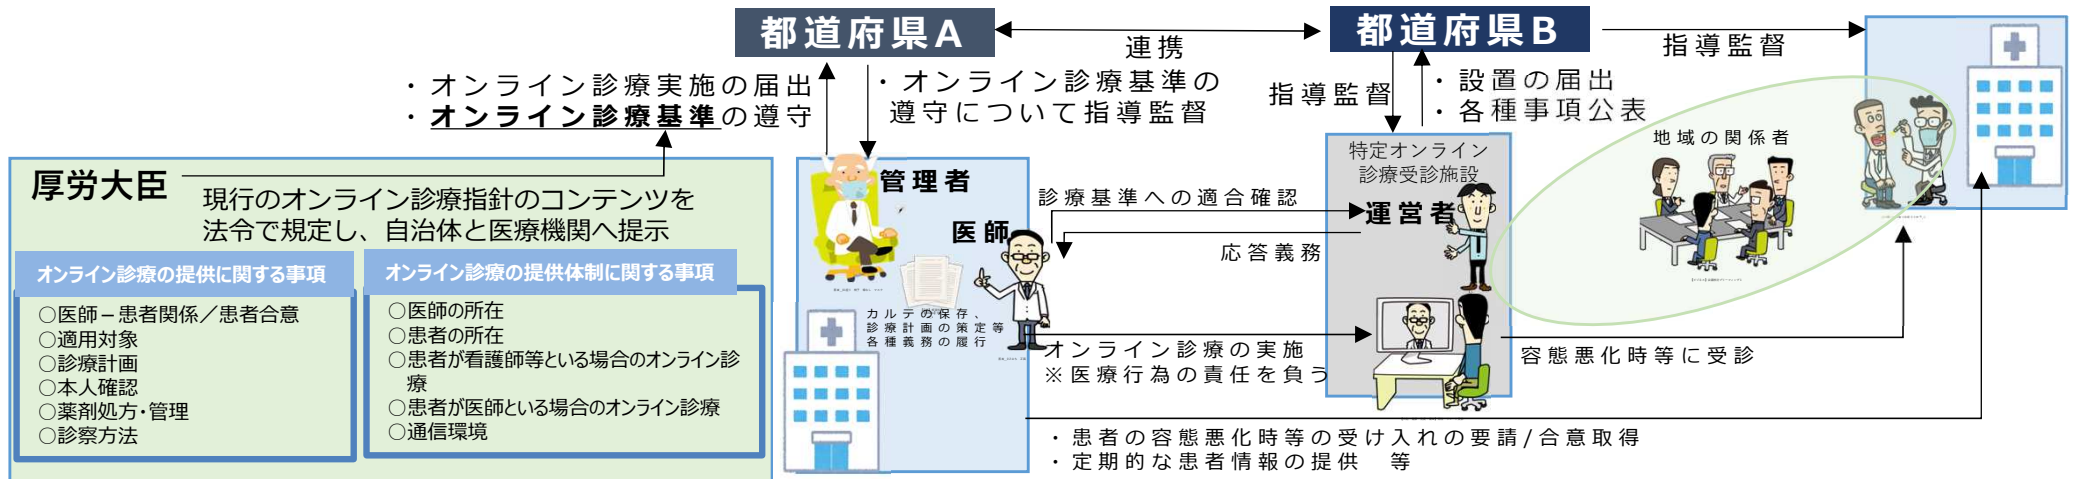 都道府県A
連携
都道府県B
指導監督
・オンライン診療実施の届出
・オンライン診療基準の遵守
・オンライン診療基準の
遵守について指導監督
指導監督
・設置の届出
・各種事項公表
厚労大臣
現行のオンライン診療指針のコンテンツを
法令で規定し、自治体と医療機関へ提示
オンライン診療の提供に関する事項
○医師－患者関係／患者合意
○適用対象
○診療計画
○本人確認
○薬剤処方・管理
○診察方法
オンライン診療の提供体制に関する事項
○医師の所在
○患者の所在
○患者が看護師等といる場合のオンライン診
療
○患者が医師といる場合のオンライン診療
○通信環境
管理者
医師
カルテの保存、
診療計画の策定等
各種義務の履行
診療基準への適合確認
応答義務
オンライン診療の実施
※医療行為の責任を負う
特定オンライン
診療受診施設
運営者
地域の関係者
容態悪化時等に受診
・患者の容態悪化時等の受け入れの要請/合意取得
・定期的な患者情報の提供　等